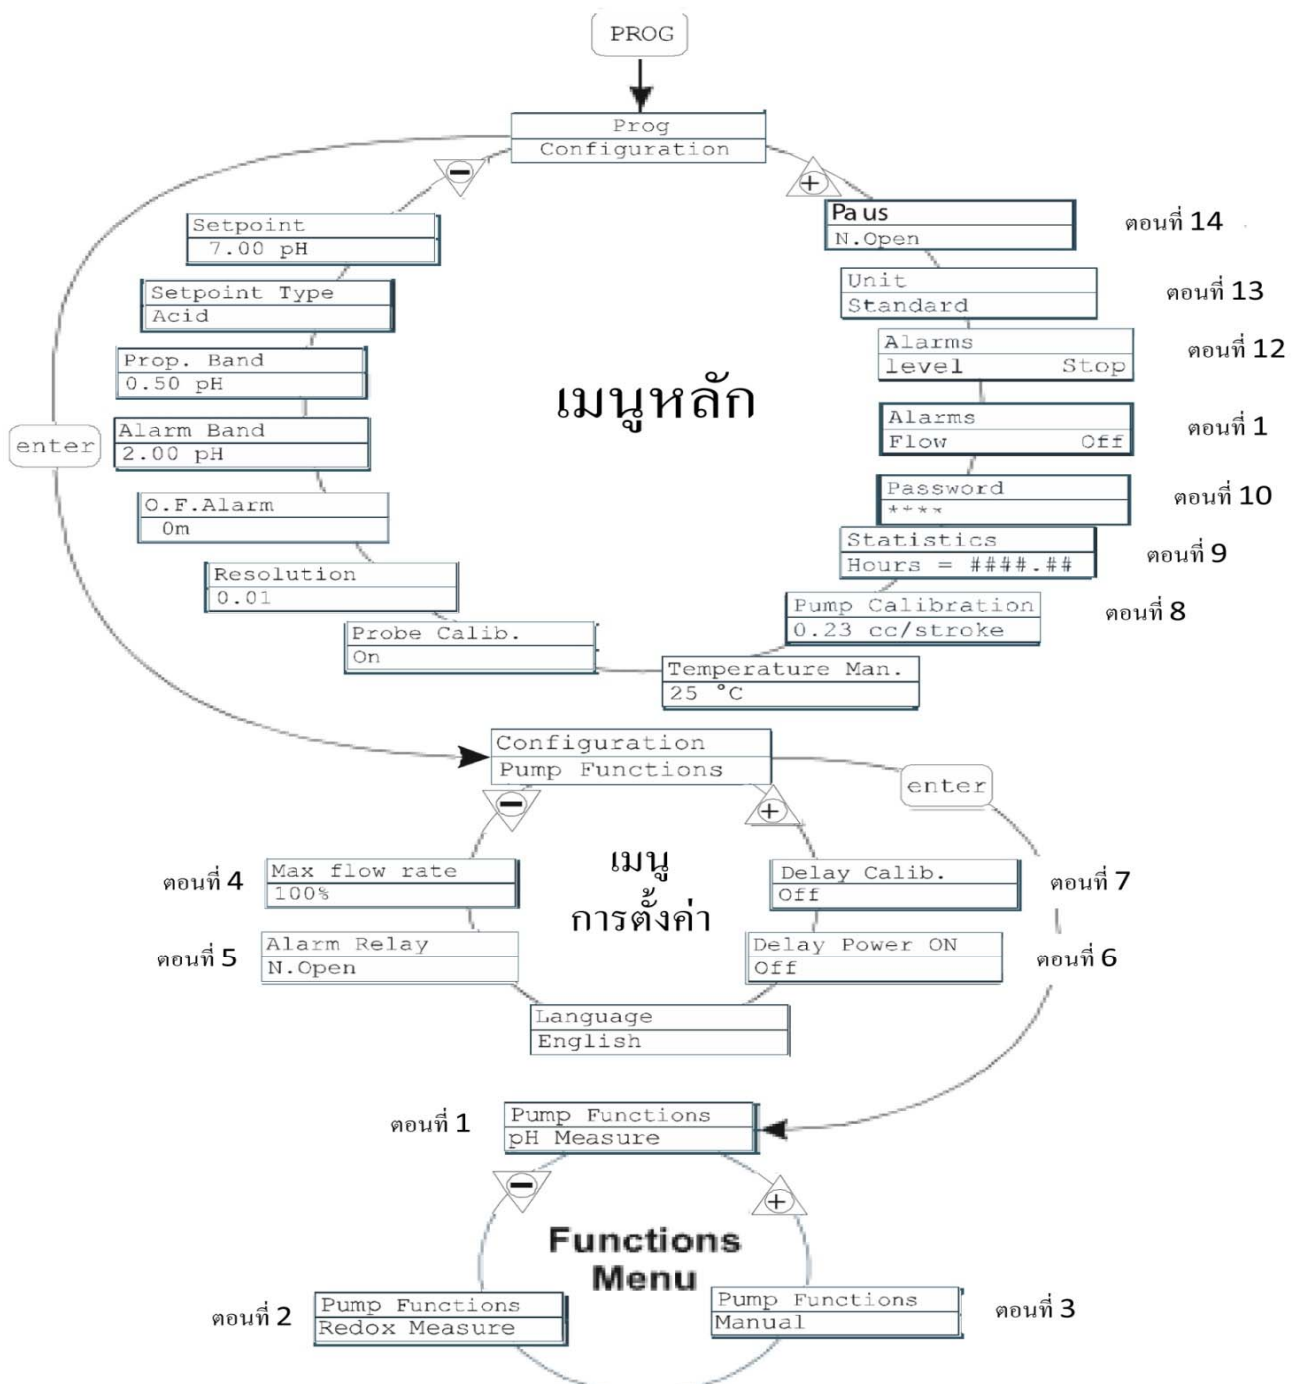 PROG
Prog
Configuration
Setpoint
7.00 pH
Setpoint Type
Acid
Prop. Band
0.50 pH
Alarm Band
2.00 pH
enter
O.F.Alarm
0m
Resolution
0.01
Probe Calib.
On
Temperature Man.
25 °C
เมนูหลัก
Pa us
N.Open
ตอนที่ 14
Unit
Standard
ตอนที่ 13
Alarms
level Stop
ตอนที่ 12
Alarms
Flow Off
ตอนที่ 1
Password
****
ตอนที่ 10
Statistics
Hours = ####.##
ตอนที่ 9
Pump Calibration
0.23 cc/stroke
ตอนที่ 8
Configuration
Pump Functions
enter
ตอนที่ 4
Max flow rate
100%
เมนู
การตั้งค่า
Delay Calib.
Off
ตอนที่ 7
ตอนที่ 5
Alarm Relay
N.Open
Delay Power ON
Off
ตอนที่ 6
Language
English
ตอนที่ 1
Pump Functions
pH Measure
Functions
Menu
ตอนที่ 2
Pump Functions
Redox Measure
Pump Functions
Manual
ตอนที่ 3